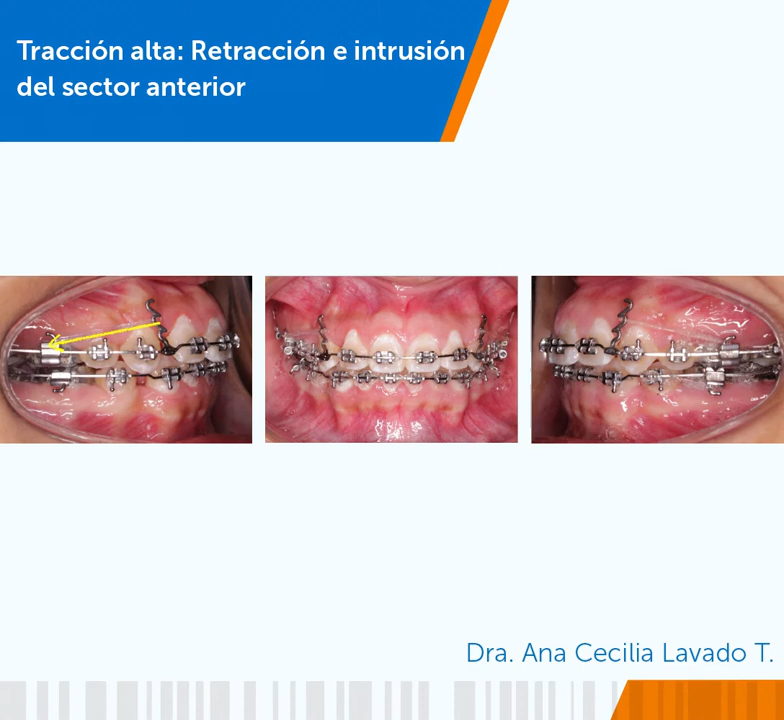 Tracción alta: Retracción e intrusión
del sector anterior
Dra. Ana Cecilia Lavado T.